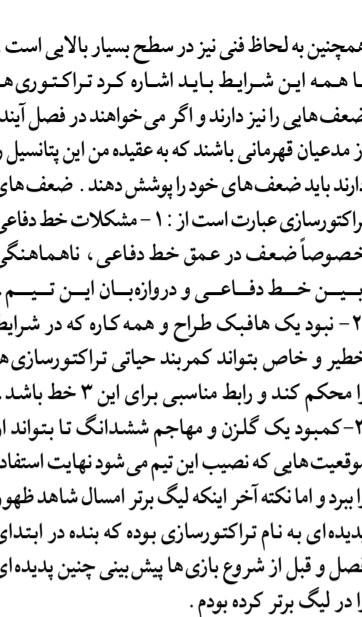 همچنین به لحاظ فنی نیز در سطح بسیار بالایی است .
با همه این شرایط باید اشاره کرد تراکتوری ها
ضعف‌هایی را نیز دارند و اگر می خواهند در فصل آینده
از مدعیان قهرمانی باشند که به عقیده من این پتانسیل را
دارند باید ضعف‌های خود را پوشش دهند . ضعف های
تراکتورسازی عبارت است از : ۱ – مشکلات خط دفاعی
خصوصاً ضعف در عمق خط دفاعی ، ناهماهنگی
بین خط دفاعی و دروازه‌بان این تیم .
۲- نبود یک هافبک طراح و همه کاره که در شرایط
خطیر و خاص بتواند کمربند حیاتی تراکتورسازی ها
را محکم کند و رابط مناسبی برای این ۳ خط باشد .
۳-کمبود یک گلزن و مهاجم ششدانگ تا بتواند از
موقعیت‌هایی که نصیب این تیم می شود نهایت استفاده
را ببرد و اما نکته آخر اینکه لیگ برتر امسال شاهد ظهور
پدیده‌ای به نام تراکتورسازی بوده که بنده در ابتدای
فصل و قبل از شروع بازی‌ها پیش‌بینی چنین پدیده‌ای
را در لیگ برتر کرده بودم .